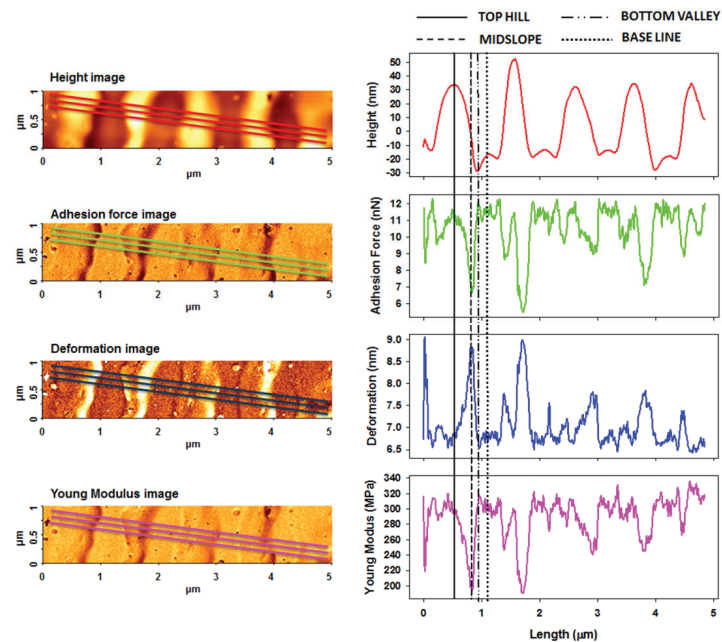 TOP HILL
BOTTOM VALLEY
MIDSLOPE
BASE LINE
Height image
1
0.5
0
µm
0 1 2 3 4 5
µm
Adhesion force image
1
0.5
0
µm
0 1 2 3 4 5
µm
Deformation image
1
0.5
0
µm
0 1 2 3 4 5
µm
Young Modulus image
1
0.5
0
µm
0 1 2 3 4 5
µm
Height (nm)
50
40
30
20
10
0
-10
-20
-30
Adhesion Force (nN)
12
11
10
9
8
7
6
Deformation (nm)
9.0
8.5
8.0
7.5
7.0
6.5
Young Modus (MPa)
340
320
300
280
260
240
220
200
0 1 2 3 4 5
Length (µm)